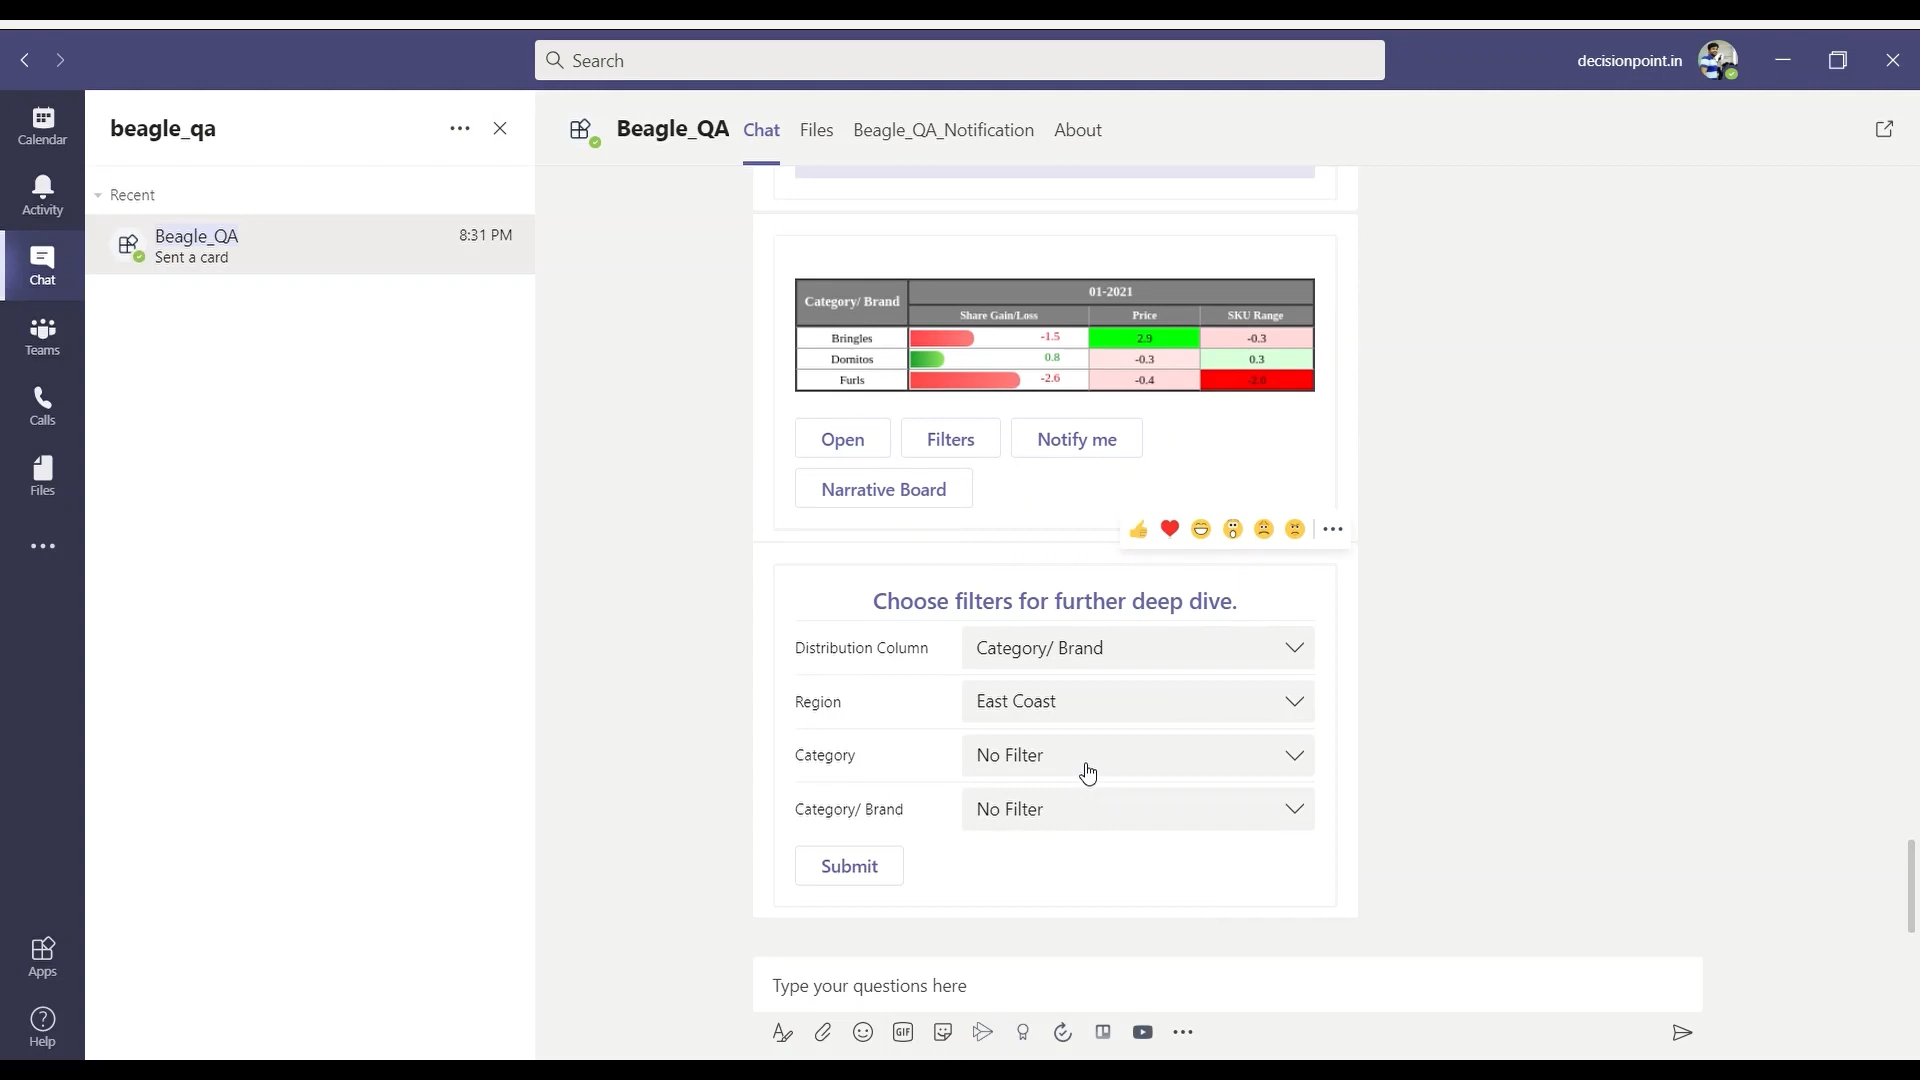 Search
decisionpoint.in
Calendar
Activity
Chat
Teams
Calls
Files
Apps
Help
beagle_qa
Recent
Beagle_QA 8:31 PM
Sent a card
Beagle_QA Chat Files Beagle_QA_Notification About
Category/ Brand 01-2021
Share Gain/Loss Price SKU Range
Bringles -1.5 2.9 -0.3
Dornitos 0.8 -0.3 0.3
Furls -2.6 -0.4 -2.0
Open Filters Notify me
Narrative Board
Choose filters for further deep dive.
Distribution Column Category/ Brand
Region East Coast
Category No Filter
Category/ Brand No Filter
Submit
Type your questions here
GIF